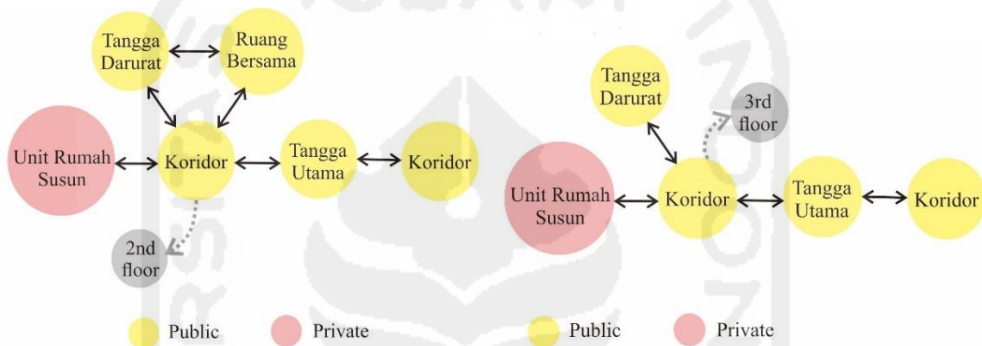 Tangga
Darurat
Ruang
Bersama
Unit Rumah
Susun
Koridor
Tangga
Utama
Koridor
2nd
floor
Public
Private
Tangga
Darurat
3rd
floor
Unit Rumah
Susun
Koridor
Tangga
Utama
Koridor
Public
Private